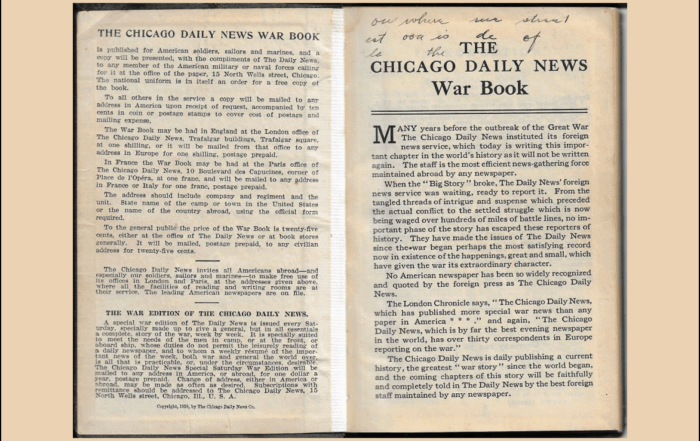 THE CHICAGO DAILY NEWS WAR BOOK
is published for American soldiers, sailors and marines, and a
copy will be presented, with the compliments of The Daily News,
to any member of the American military or naval forces calling
for it at the office of the paper, 15 North Wells street, Chicago.
The national uniform is in itself an order for a free copy of
the book.
To all others in the service a copy will be mailed to any
address in America upon receipt of request, accompanied by ten
cents in coin or postage stamps to cover cost of postage and
mailing expense.
The War Book may be had in England at the London office of
The Chicago Daily News, Trafalgar buildings, Trafalgar square,
at one shilling, or it will be mailed from that office to any
address in Europe for one shilling, postage prepaid.
In France the War Book may be had at the Paris office of
The Chicago Daily News, 10 Boulevard des Capucines, corner of
Place de l'Opéra, at one franc, and will be mailed to any address
in France or Italy for one franc, postage prepaid.
The address should include company and regiment and the
unit. State name of the camp or town in the United States
or the name of the country abroad, using the official form
required.
To the general public the price of the War Book is twenty-five
cents, either at the office of The Daily News or at book stores
generally. It will be mailed, postage prepaid, to any civilian
address for twenty-five cents.
The Chicago Daily News invites all Americans abroad—and
especially our soldiers, sailors and marines—to make free use of
its offices in London and Paris, at the addresses given above,
where all the facilities of reading and writing rooms are at
their service. The leading American newspapers are on file.
THE WAR EDITION OF THE CHICAGO DAILY NEWS.
A special war edition of The Daily News is issued every Sat-
urday, specially made up to give a general, but in all essentials
a complete, story of the war, week by week. It is specially suited
to meet the needs of the men in camp, or at the front, or
aboard ship, whose duties do not permit the leisurely reading of
a daily newspaper, and to whom a weekly résumé of the impor-
tant news of the week, both war and general the world over,
is all that is practicable, or, under the circumstances, desirable.
The Chicago Daily News Special Saturday War Edition will be
mailed to any address in America, or abroad, for one dollar a
year, postage prepaid. Change of address, either in America or
abroad, may be made as often as desired. Subscriptions with
remittance should be addressed to The Chicago Daily News, 15
North Wells street, Chicago, Ill., U. S. A.
Copyright, 1918, by The Chicago Daily News Co.
THE
CHICAGO DAILY NEWS
War Book
MANY years before the outbreak of the Great War
The Chicago Daily News instituted its foreign
news service, which today is writing this impor-
tant chapter in the world's history as it will not be written
again. The staff is the most efficient news-gathering force
maintained abroad by any newspaper.
When the "Big Story" broke, The Daily News' foreign
news service was waiting, ready to report it. From the
tangled threads of intrigue and suspense which preceded
the actual conflict to the settled struggle which is now
being waged over hundreds of miles of battle lines, no im-
portant phase of the story has escaped these reporters of
history. They have made the issues of The Daily News
since the war began perhaps the most satisfying record
now in existence of the happenings, great and small, which
have given the war its extraordinary character.
No American newspaper has been so widely recognized
and quoted by the foreign press as The Chicago Daily
News.
The London Chronicle says, "The Chicago Daily News,
which has published more special war news than any
paper in America * * *," and again, "The Chicago
Daily News, which is by far the best evening newspaper
in the world, has over thirty correspondents in Europe
reporting on the war."
The Chicago Daily News is daily publishing a current
history, the greatest "war story" since the world began,
and the coming chapters of this story will be faithfully
and completely told in The Daily News by the best foreign
staff maintained by any newspaper.